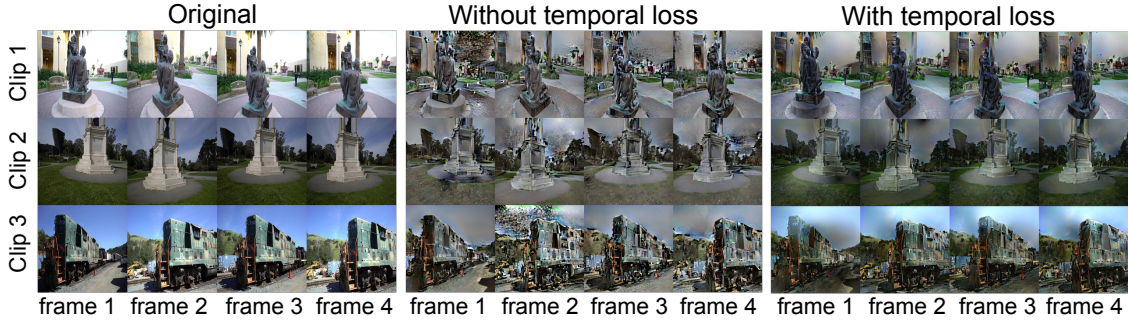 Original
Without temporal loss
With temporal loss
Clip 1
Clip 2
Clip 3
frame 1 frame 2 frame 3 frame 4
frame 1 frame 2 frame 3 frame 4
frame 1 frame 2 frame 3 frame 4